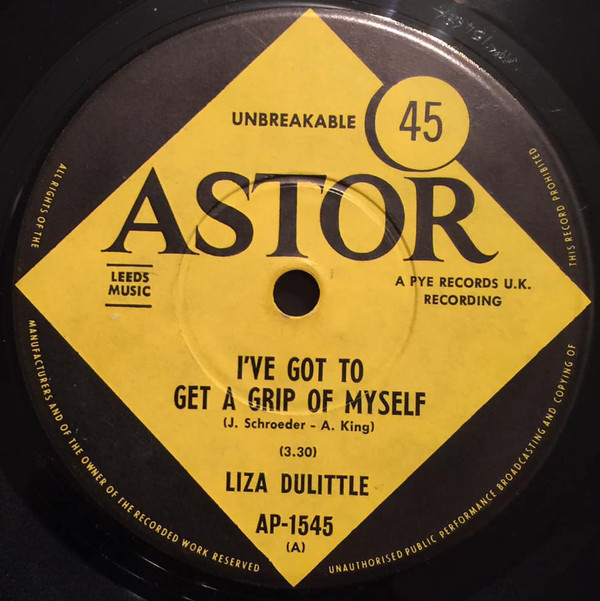 UNBREAKABLE
45
ASTOR
LEEDS
MUSIC
A PYE RECORDS U.K.
RECORDING
I'VE GOT TO
GET A GRIP OF MYSELF
(J. Schroeder - A. King)
(3.30)
LIZA DULITTLE
AP-1545
(A)
ALL RIGHTS OF THE
MANUFACTURERS AND OF THE OWNER OF THE RECORDED WORK RESERVED
UNAUTHORISED PUBLIC PERFORMANCE BROADCASTING AND COPYING OF
THIS RECORD PROHIBITED